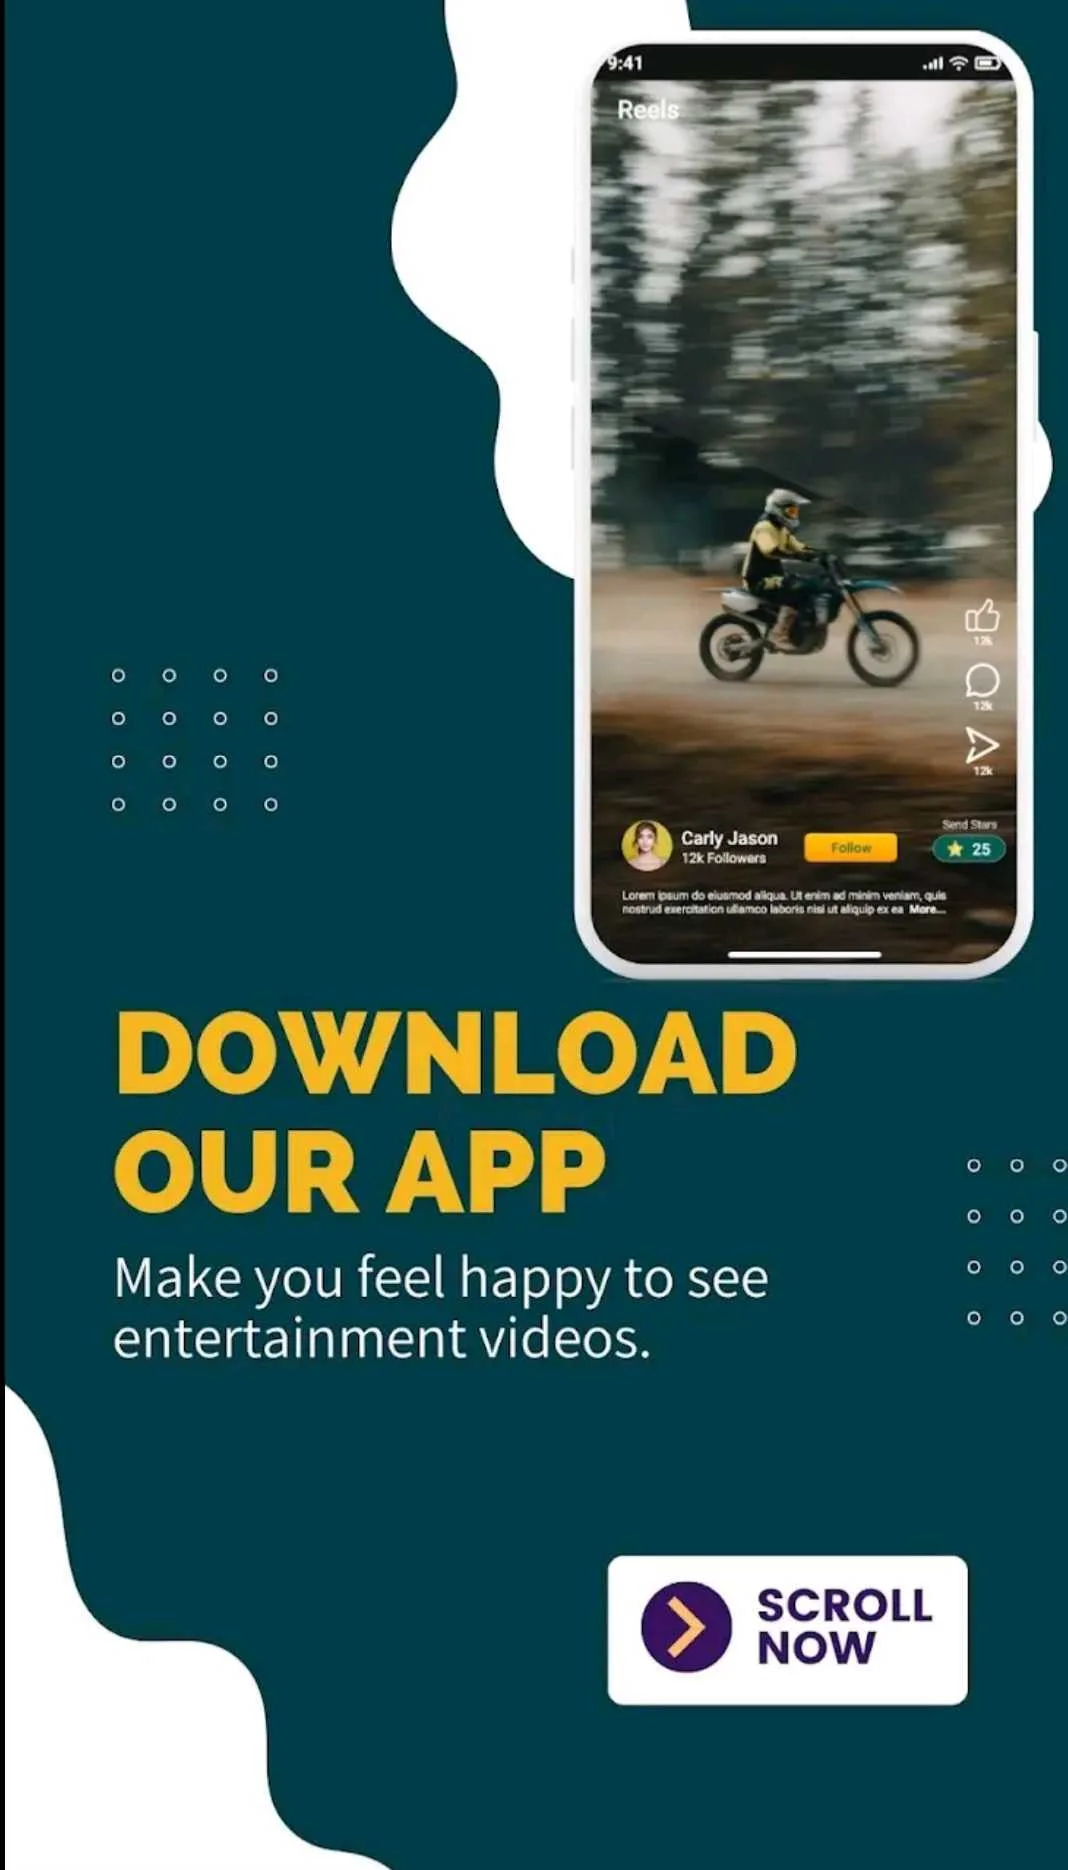 9:41
Reels
12k
12k
12k
Send Stars
Carly Jason
Follow
25
12k Followers
Lorem ipsum do eiusmod aliqua. Ut enim ad minim veniam, quis
nostrud exercitation ullamco laboris nisi ut aliquip ex ea More...
DOWNLOAD
OUR APP
Make you feel happy to see
entertainment videos.
SCROLL
NOW